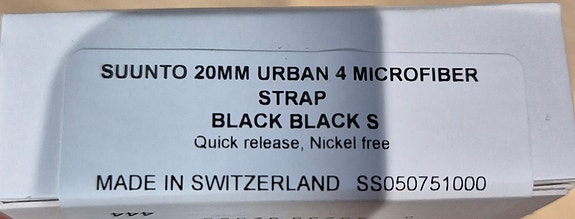 SUUNTO 20MM URBAN 4 MICROFIBER
STRAP
BLACK BLACK S
Quick release, Nickel free
MADE IN SWITZERLAND SS050751000